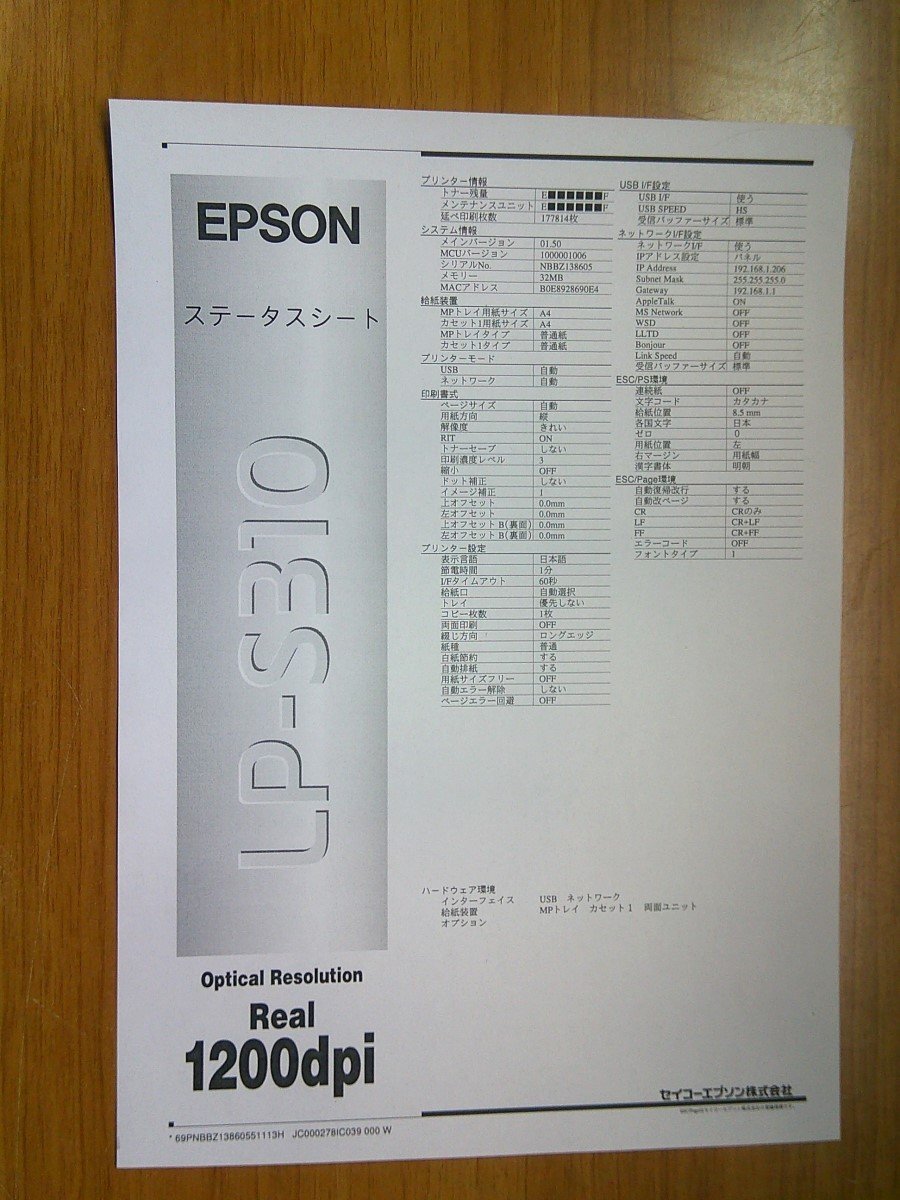 EPSON
ステータスシート
LP-S310
Optical Resolution
Real
1200dpi
プリンター情報
トナー残量 E■■■■■■F
メンテナンスユニット E■■■■■■■F
延べ印刷枚数 177814枚
システム情報
メインバージョン 01.50
MCUバージョン 1000001006
シリアルNo. NBBZ138605
メモリー 32MB
MACアドレス B0E8928690E4
給紙装置
MPトレイ用紙サイズ A4
カセット1用紙サイズ A4
MPトレイタイプ 普通紙
カセット1タイプ 普通紙
プリンターモード
USB 自動
ネットワーク 自動
印刷書式
ページサイズ 自動
用紙方向 縦
解像度 きれい
RIT ON
トナーセーブ しない
印刷濃度レベル 3
縮小 OFF
ドット補正 しない
イメージ補正 1
上オフセット 0.0mm
左オフセット 0.0mm
上オフセット B(裏面) 0.0mm
左オフセット B(裏面) 0.0mm
プリンター設定
表示言語 日本語
節電時間 1分
I/Fタイムアウト 60秒
給紙口 自動選択
トレイ 優先しない
コピー枚数 1枚
両面印刷 OFF
綴じ方向 ロングエッジ
紙種 普通
白紙節約 する
自動排紙 する
用紙サイズフリー OFF
自動エラー解除 しない
ページエラー回避 OFF
USB I/F設定
USB I/F 使う
USB SPEED HS
受信バッファーサイズ 標準
ネットワークI/F設定
ネットワークI/F 使う
IPアドレス設定 パネル
IP Address 192.168.1.206
Subnet Mask 255.255.255.0
Gateway 192.168.1.1
AppleTalk ON
MS Network OFF
WSD OFF
LLTD OFF
Bonjour OFF
Link Speed 自動
受信バッファーサイズ 標準
ESC/PS環境
連続紙 OFF
文字コード カタカナ
給紙位置 8.5 mm
各国文字 日本
ゼロ 0
用紙位置 左
右マージン 用紙幅
漢字書体 明朝
ESC/Page環境
自動復帰改行 する
自動改ページ する
CR CRのみ
LF CR+LF
FF CR+FF
エラーコード OFF
フォントタイプ 1
ハードウェア環境
インターフェイス USB ネットワーク
給紙装置 MPトレイ カセット1 両面ユニット
オプション
セイコーエプソン株式会社
* 69PNBBZ13860551113H JC000278IC039 000 W